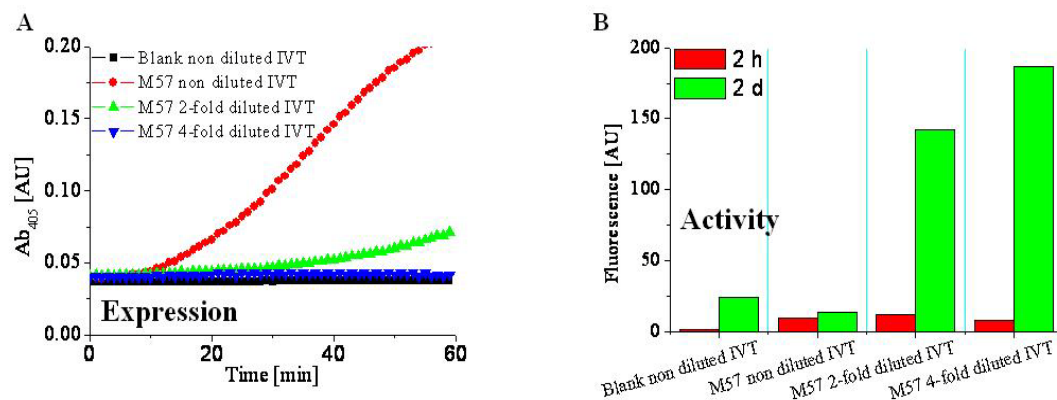 A
0.20
0.15
0.10
0.05
0.00
Ab405 [AU]
Blank non diluted IVT
M57 non diluted IVT
M57 2-fold diluted IVT
M57 4-fold diluted IVT
Expression
0
20
40
60
Time [min]
B
200
150
100
50
0
Fluorescence [AU]
2 h
2 d
Activity
Blank non diluted IVT
M57 non diluted IVT
M57 2-fold diluted IVT
M57 4-fold diluted IVT